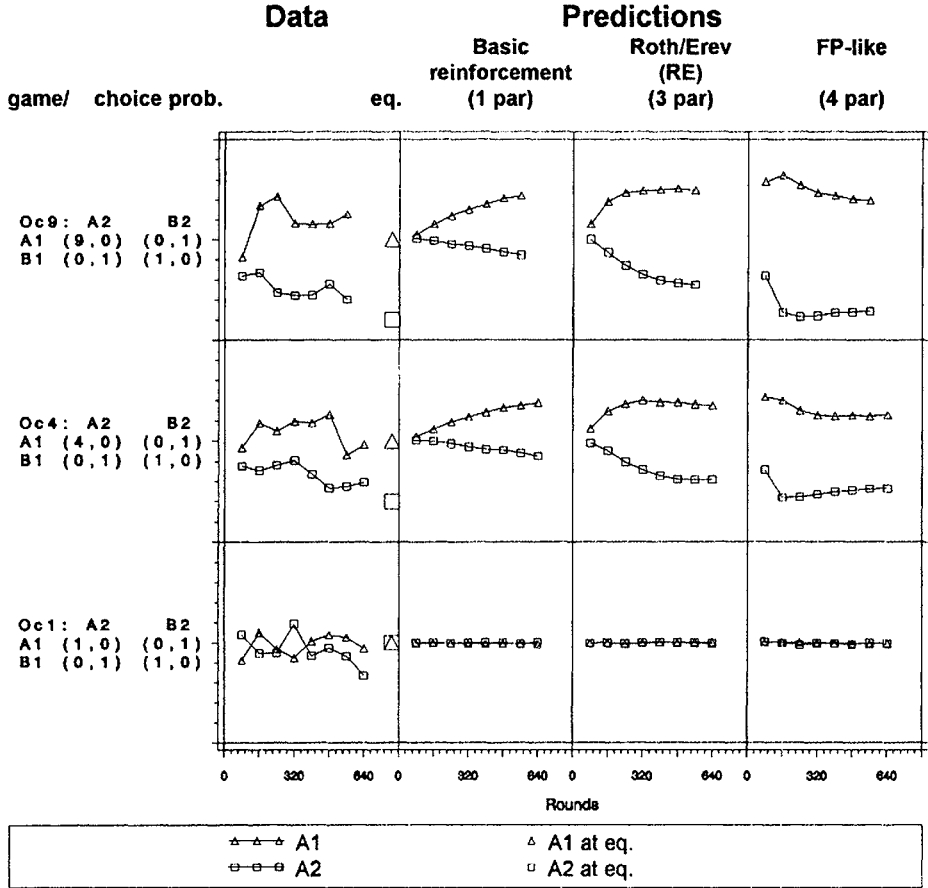 Data Predictions
Basic reinforcement Roth/Erev (RE) FP-like
game/ choice prob. eq. (1 par) (3 par) (4 par)
Oc9: A2 B2
A1 (9,0) (0,1)
B1 (0,1) (1,0)
Oc4: A2 B2
A1 (4,0) (0,1)
B1 (0,1) (1,0)
Oc1: A2 B2
A1 (1,0) (0,1)
B1 (0,1) (1,0)
0 320 640 0 320 640 0 320 640 0 320 640
Rounds
A1 A1 at eq.
A2 A2 at eq.